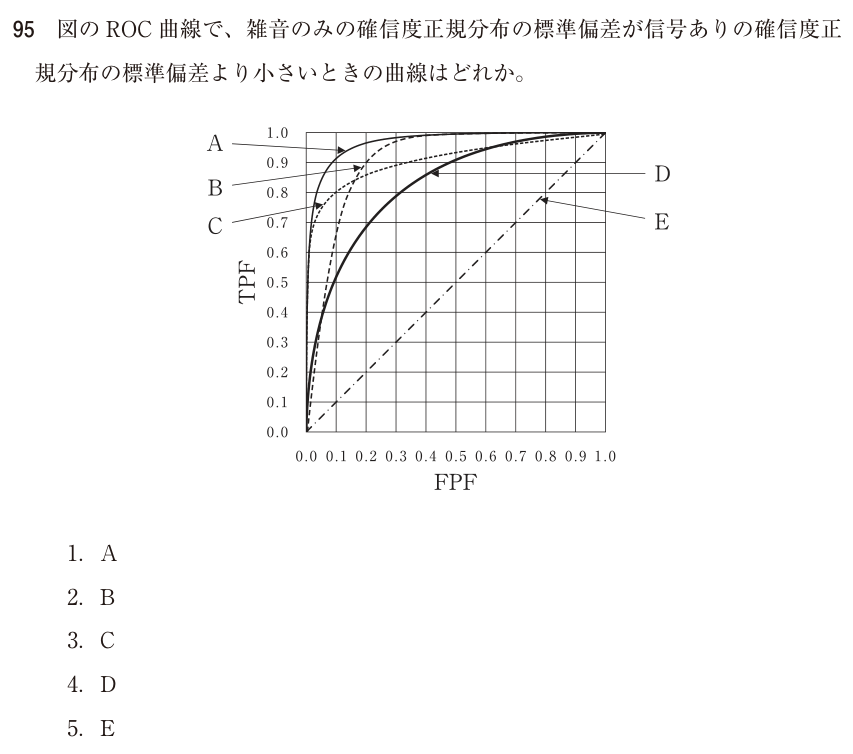 95 図の ROC 曲線で、雑音のみの確信度正規分布の標準偏差が信号ありの確信度正
規分布の標準偏差より小さいときの曲線はどれか。
A
B
C
D
E
TPF
1.0
0.9
0.8
0.7
0.6
0.5
0.4
0.3
0.2
0.1
0.0
0.0 0.1 0.2 0.3 0.4 0.5 0.6 0.7 0.8 0.9 1.0
FPF
1. A
2. B
3. C
4. D
5. E